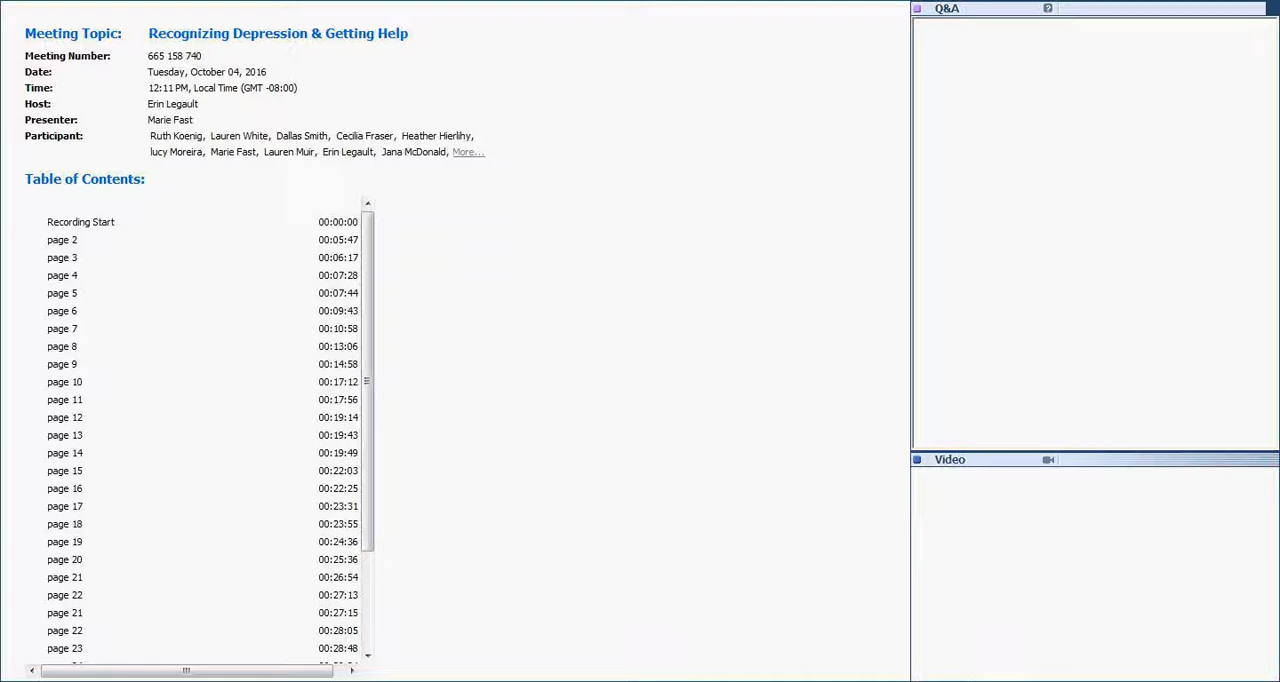 Meeting Topic: Recognizing Depression & Getting Help
Meeting Number: 665 158 740
Date: Tuesday, October 04, 2016
Time: 12:11 PM, Local Time (GMT -08:00)
Host: Erin Legault
Presenter: Marie Fast
Participant: Ruth Koenig, Lauren White, Dallas Smith, Cecilia Fraser, Heather Hierlihy,
lucy Moreira, Marie Fast, Lauren Muir, Erin Legault, Jana McDonald, More...
Table of Contents:
Recording Start 00:00:00
page 2 00:05:47
page 3 00:06:17
page 4 00:07:28
page 5 00:07:44
page 6 00:09:43
page 7 00:10:58
page 8 00:13:06
page 9 00:14:58
page 10 00:17:12
page 11 00:17:56
page 12 00:19:14
page 13 00:19:43
page 14 00:19:49
page 15 00:22:03
page 16 00:22:25
page 17 00:23:31
page 18 00:23:55
page 19 00:24:36
page 20 00:25:36
page 21 00:26:54
page 22 00:27:13
page 21 00:27:15
page 22 00:28:05
page 23 00:28:48
Q&A ?
Video